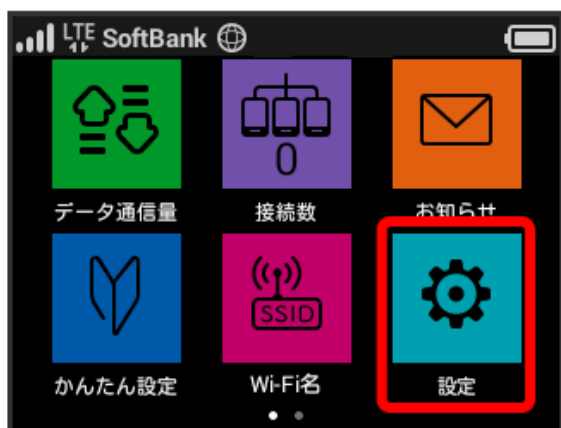 LTE SoftBank
0
データ通信量 接続数 お知らせ
SSID
かんたん設定 Wi-Fi名 設定